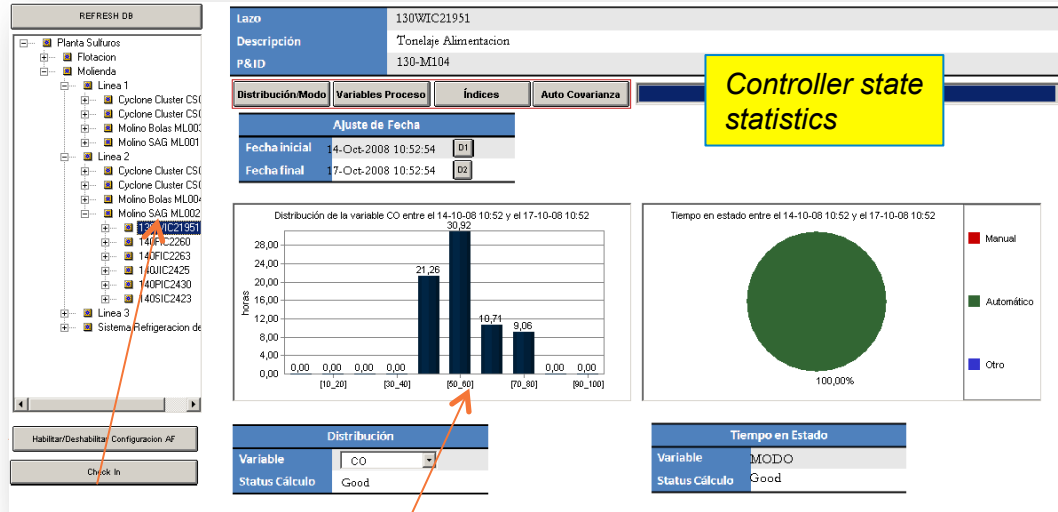 REFRESH DB
Planta Sulfuros
Flotacion
Molienda
Linea 1
Cyclone Cluster CS(
Cyclone Cluster CS(
Molino Bolas ML00
Molino SAG ML001
Linea 2
Cyclone Cluster CS(
Cyclone Cluster CS(
Molino Bolas ML00
Molino SAG ML002
130WIC21951
140FIC2260
140FIC2263
140JIC2425
140PIC2430
140SIC2423
Linea 3
Sistema Refrigeracion de
Habilitar/Deshabilitar Configuracion AF
Check In
Lazo 130WIC21951
Descripción Tonelaje Alimentacion
P&ID 130-M104
Distribución/Modo Variables Proceso Índices Auto Covarianza
Controller state
statistics
Ajuste de Fecha
Fecha inicial 14-Oct-2008 10:52:54 D1
Fecha final 17-Oct-2008 10:52:54 D2
Distribución de la variable CO entre el 14-10-08 10:52 y el 17-10-08 10:52
horas
28,00
24,00
20,00
16,00
12,00
8,00
4,00
0,00
0,00 0,00 0,00 0,00 21,26 30,92 10,71 9,06 0,00 0,00
[10_20] [30_40] [50_60] [70_80] [90_100]
Tiempo en estado entre el 14-10-08 10:52 y el 17-10-08 10:52
100,00%
Manual
Automático
Otro
Distribución
Variable CO
Status Cálculo Good
Tiempo en Estado
Variable MODO
Status Cálculo Good